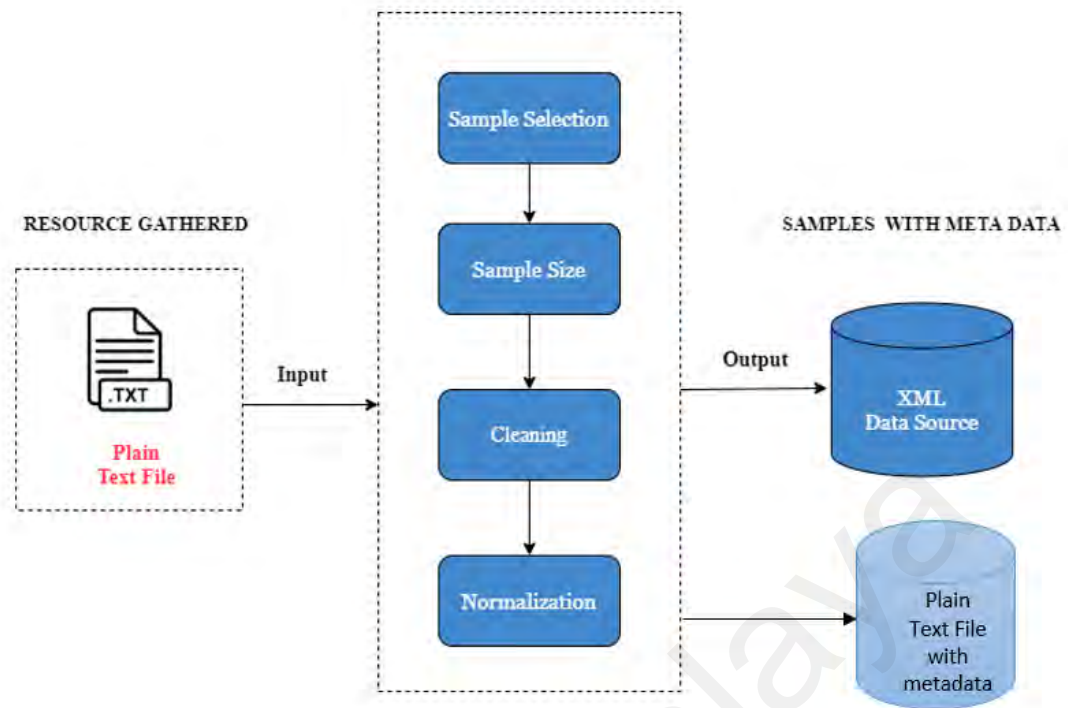 RESOURCE GATHERED
.TXT
Plain
Text File
Input
Sample Selection
Sample Size
Cleaning
Normalization
Output
SAMPLES WITH META DATA
XML
Data Source
Plain
Text File
with
metadata